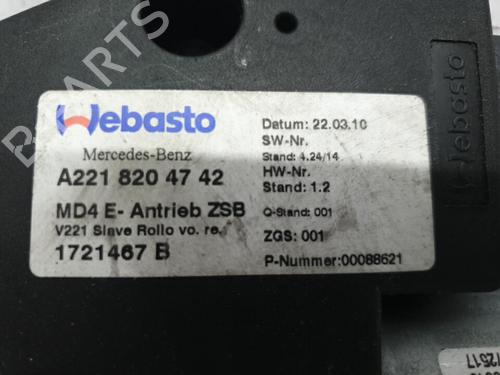 Webasto
Mercedes-Benz
A221 820 47 42
MD4 E- Antrieb ZSB
V221 Slave Rollo vo. re.
1721467 B
Datum: 22.03.10
SW-Nr.
Stand: 4.24/14
HW-Nr.
Stand: 1.2
Q-Stand: 001
ZGS: 001
P-Nummer:00088621
Webasto
B PARTS